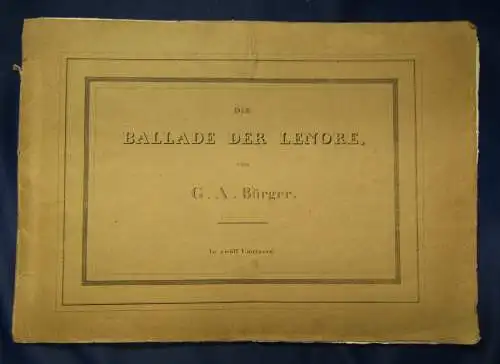 DIE
BALLADE DER LENORE,
von
G. A. Bürger.
In zwölf Umrissen